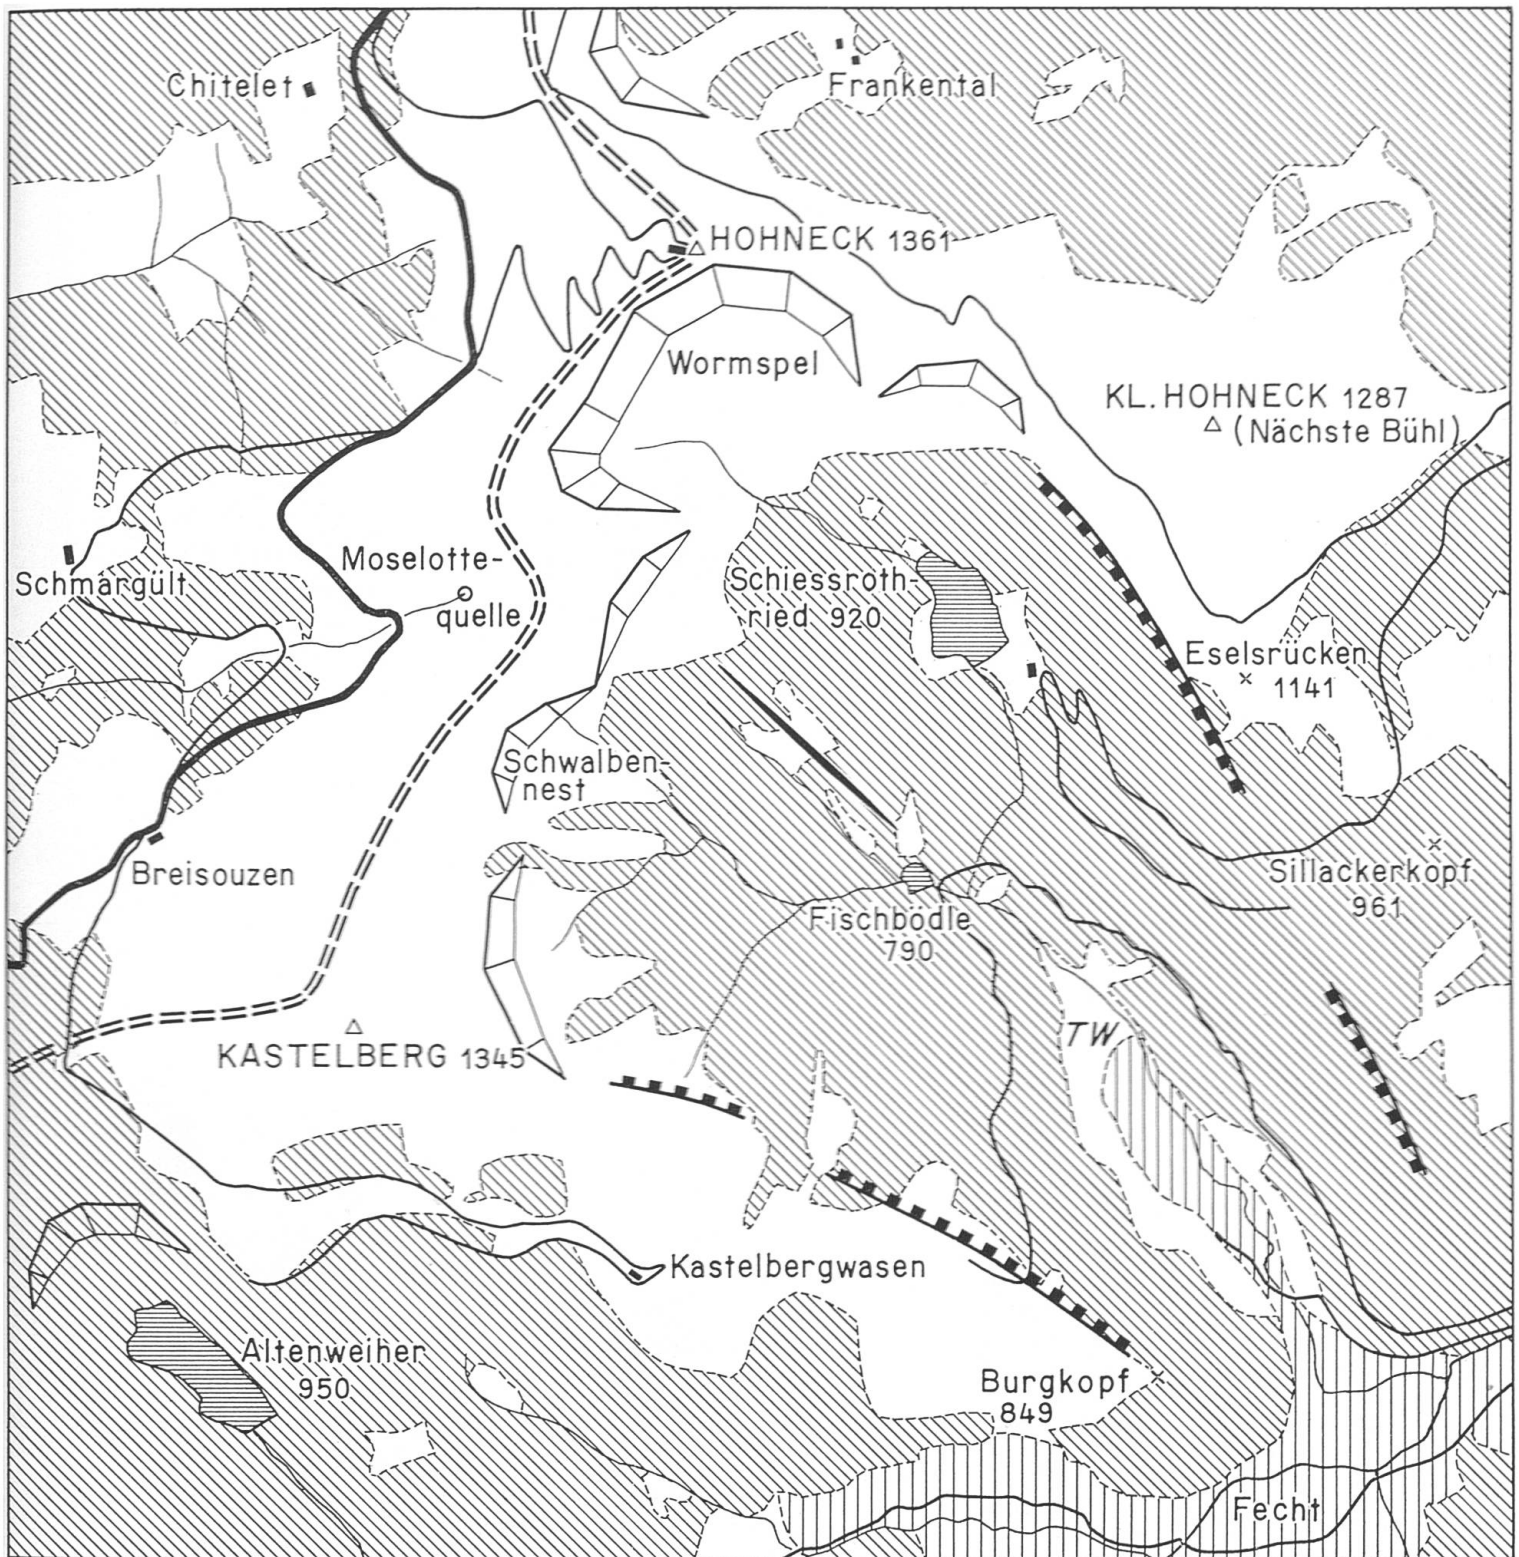 Chitelet
Frankental
HOHNECK 1361
Wormspel
KL. HOHNECK 1287
(Nächste Bühl)
Moselotte-
quelle
Schmargült
Schiessroth-
ried 920
Eselsrücken
1141
Schwalben-
nest
Breisouzen
Sillackerkopf
961
Fischbödle
790
TW
KASTELBERG 1345
Kastelbergwasen
Altenweiher
950
Burgkopf
849
Fecht